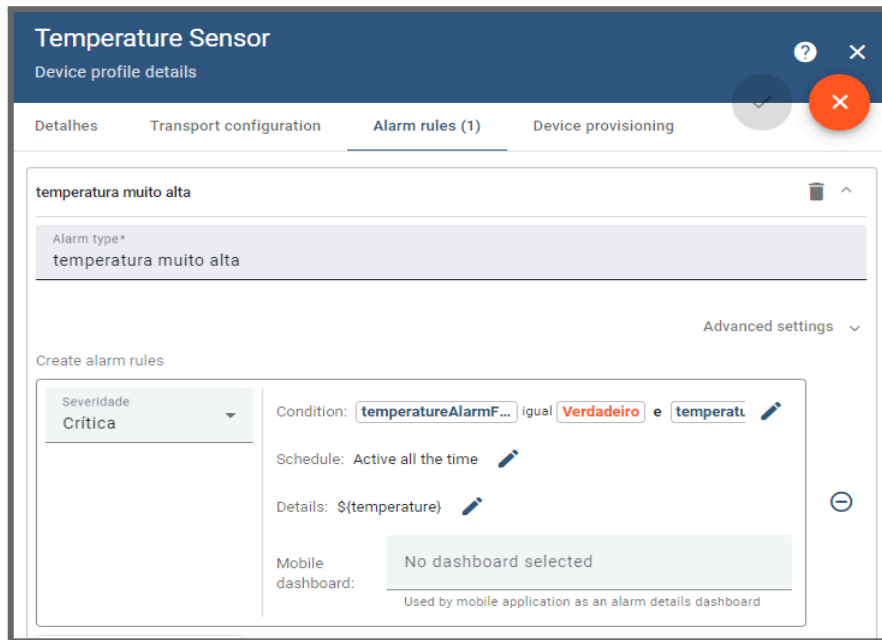 Temperature Sensor
Device profile details
Detalhes Transport configuration Alarm rules (1) Device provisioning
temperatura muito alta
Alarm type*
temperatura muito alta
Advanced settings
Create alarm rules
Severidade
Crítica
Condition: temperatureAlarmF... igual Verdadeiro e temperatu
Schedule: Active all the time
Details: ${temperature}
Mobile dashboard:
No dashboard selected
Used by mobile application as an alarm details dashboard